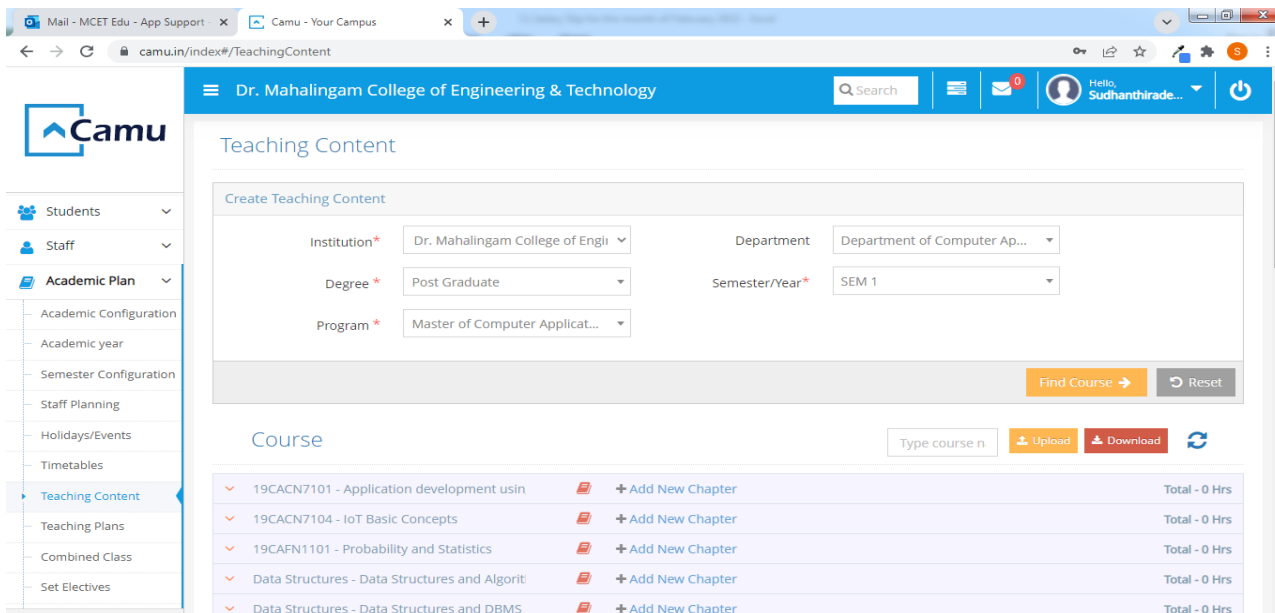 Mail - MCET Edu - App Support -
Camu - Your Campus
camu.in/index#/TeachingContent
S
Camu
Dr. Mahalingam College of Engineering & Technology
Search
0
Hello,
Sudhanthirade...
Students
Staff
Academic Plan
Academic Configuration
Academic year
Semester Configuration
Staff Planning
Holidays/Events
Timetables
Teaching Content
Teaching Plans
Combined Class
Set Electives
Teaching Content
Create Teaching Content
Institution* Dr. Mahalingam College of Engi Department Department of Computer Ap...
Degree * Post Graduate Semester/Year* SEM 1
Program * Master of Computer Applicat...
Find Course Reset
Course Type course n Upload Download
19CACN7101 - Application development usin + Add New Chapter Total - 0 Hrs
19CACN7104 - IoT Basic Concepts + Add New Chapter Total - 0 Hrs
19CAFN1101 - Probability and Statistics + Add New Chapter Total - 0 Hrs
Data Structures - Data Structures and Algorit + Add New Chapter Total - 0 Hrs
Data Structures - Data Structures and DBMS + Add New Chapter Total - 0 Hrs